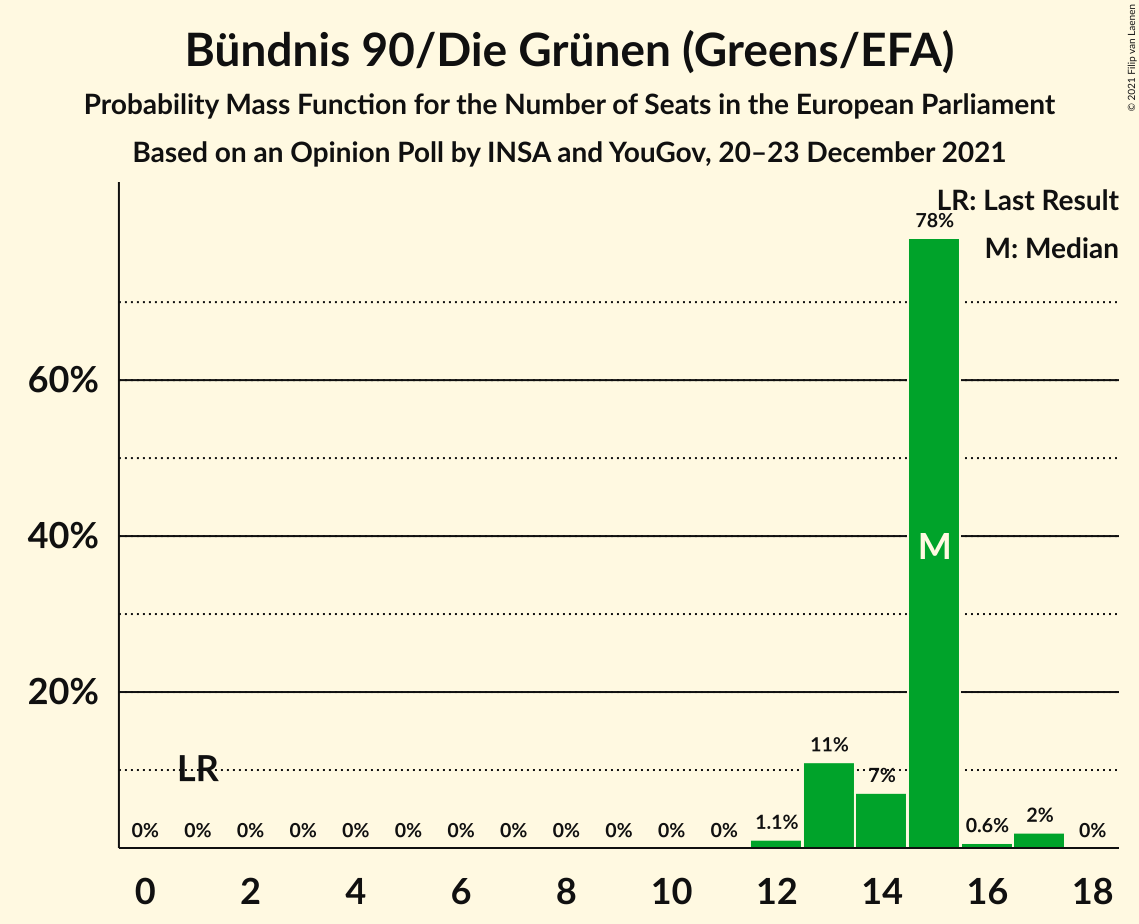 Bündnis 90/Die Grünen (Greens/EFA)
Probability Mass Function for the Number of Seats in the European Parliament
Based on an Opinion Poll by INSA and YouGov, 20–23 December 2021
© 2021 Filip van Laenen
LR: Last Result
78%
M: Median
60%
40%
M
20%
11%
LR
7%
0% 0% 0% 0% 0% 0% 0% 0% 0% 0% 0% 0% 1.1% 0.6% 2% 0%
0 2 4 6 8 10 12 14 16 18